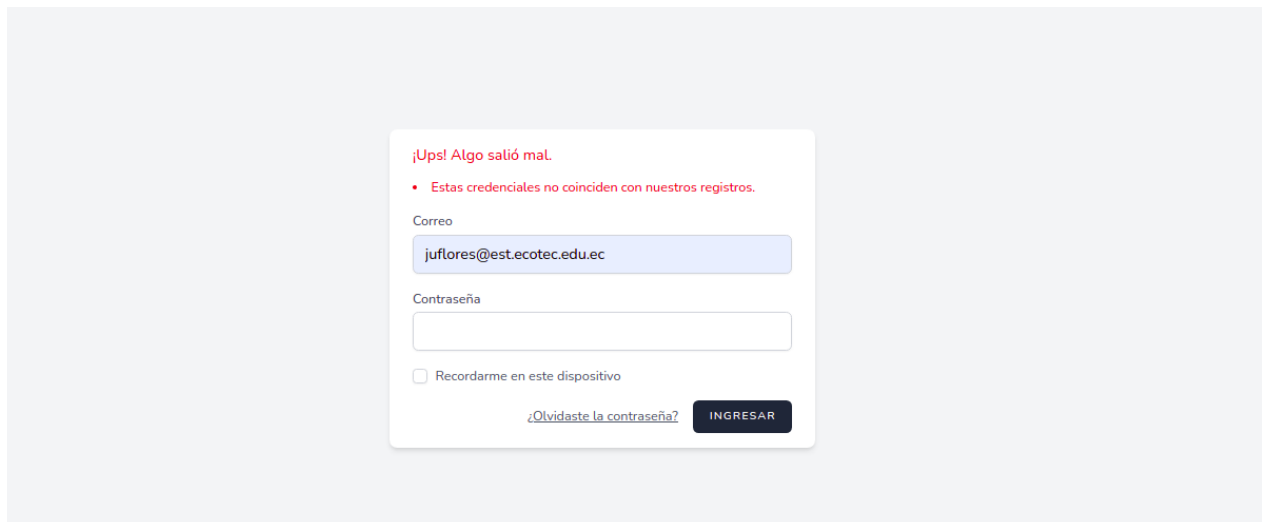 ¡Ups! Algo salió mal.
• Estas credenciales no coinciden con nuestros registros.
Correo
juflores@est.ecotec.edu.ec
Contraseña
Recordarme en este dispositivo
¿Olvidaste la contraseña? INGRESAR